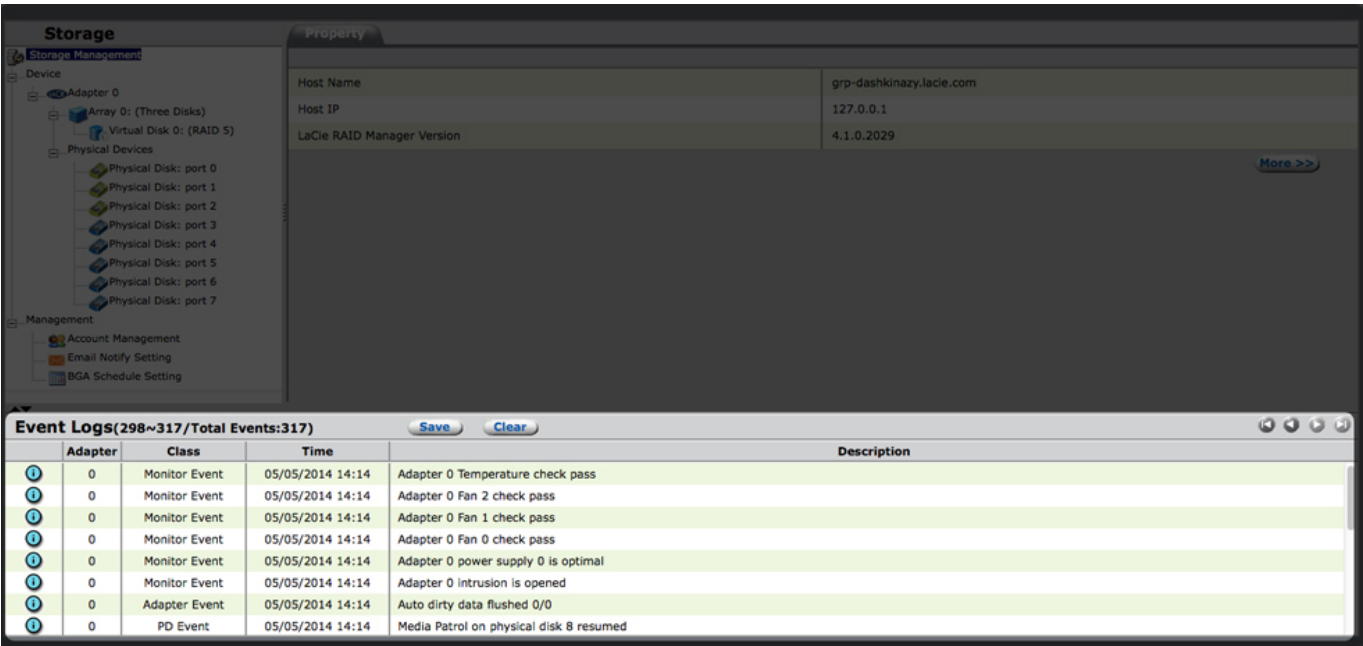 Storage
Property
Storage Management
Device
Adapter 0
Array 0: (Three Disks)
Virtual Disk 0: (RAID 5)
Physical Devices
Physical Disk: port 0
Physical Disk: port 1
Physical Disk: port 2
Physical Disk: port 3
Physical Disk: port 4
Physical Disk: port 5
Physical Disk: port 6
Physical Disk: port 7
Management
Account Management
Email Notify Setting
BGA Schedule Setting
Host Name grp-dashkinazy.lacie.com
Host IP 127.0.0.1
LaCie RAID Manager Version 4.1.0.2029
More >>
Event Logs(298~317/Total Events:317) Save Clear
Adapter Class Time Description
0 Monitor Event 05/05/2014 14:14 Adapter 0 Temperature check pass
0 Monitor Event 05/05/2014 14:14 Adapter 0 Fan 2 check pass
0 Monitor Event 05/05/2014 14:14 Adapter 0 Fan 1 check pass
0 Monitor Event 05/05/2014 14:14 Adapter 0 Fan 0 check pass
0 Monitor Event 05/05/2014 14:14 Adapter 0 power supply 0 is optimal
0 Monitor Event 05/05/2014 14:14 Adapter 0 intrusion is opened
0 Adapter Event 05/05/2014 14:14 Auto dirty data flushed 0/0
0 PD Event 05/05/2014 14:14 Media Patrol on physical disk 8 resumed